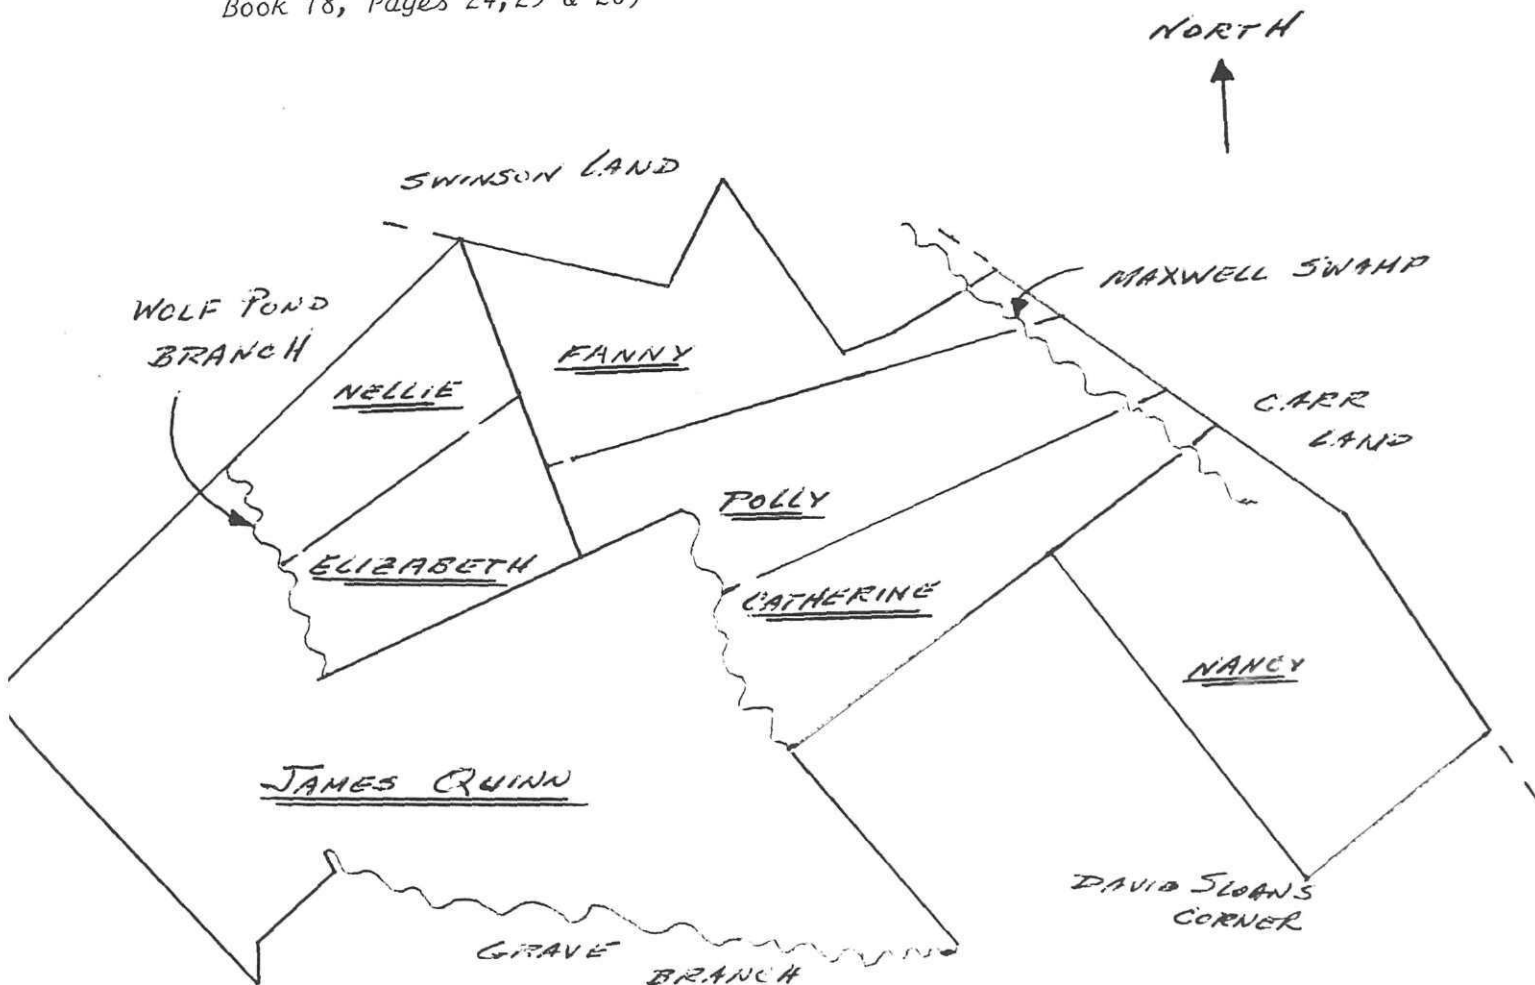 Book 18, Pages 24, 25 & 26)
NORTH
SWINSON LAND
MAXWELL SWAMP
WOLF POND
BRANCH
FANNY
NELLIE
CARR
LAND
POLLY
ELIZABETH
CATHERINE
NANCY
JAMES QUINN
DAVID SLOANS
CORNER
GRAVE
BRANCH